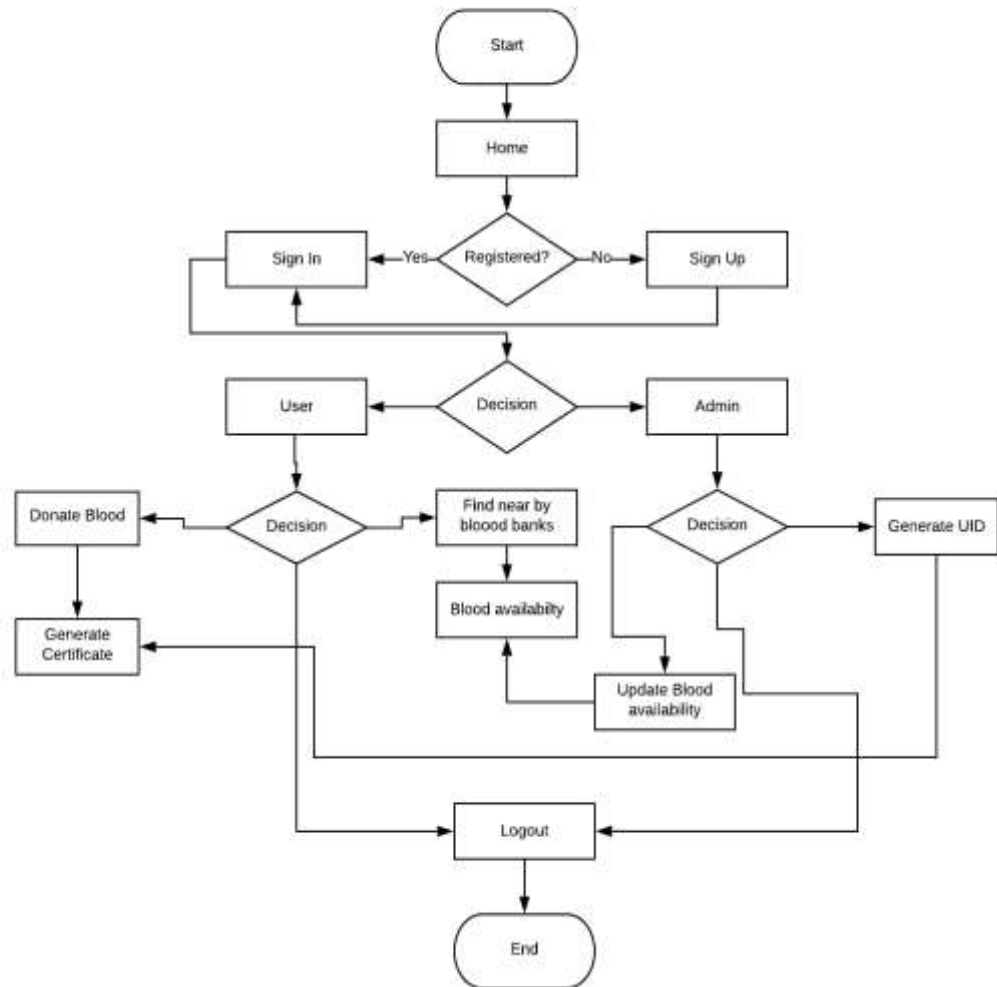 Start
Home
Sign In
Yes
Registered?
No
Sign Up
User
Decision
Admin
Donate Blood
Decision
Find near by
bloood banks
Decision
Generate UID
Blood availabilty
Generate
Certificate
Update Blood
availability
Logout
End